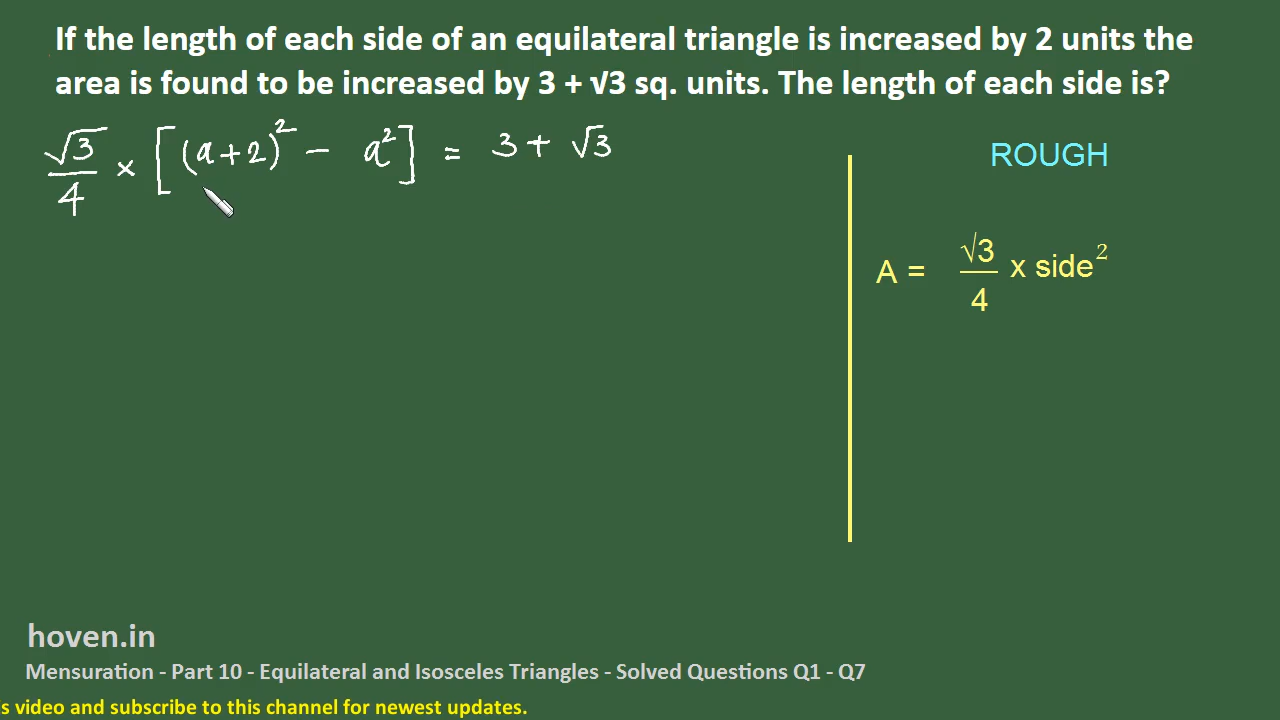 If the length of each side of an equilateral triangle is increased by 2 units the
area is found to be increased by 3 + √3 sq. units. The length of each side is?
√3/4 × [(a+2)² − a²] = 3 + √3
ROUGH
A = √3/4 x side²
hoven.in
Mensuration - Part 10 - Equilateral and Isosceles Triangles - Solved Questions Q1 - Q7
s video and subscribe to this channel for newest updates.